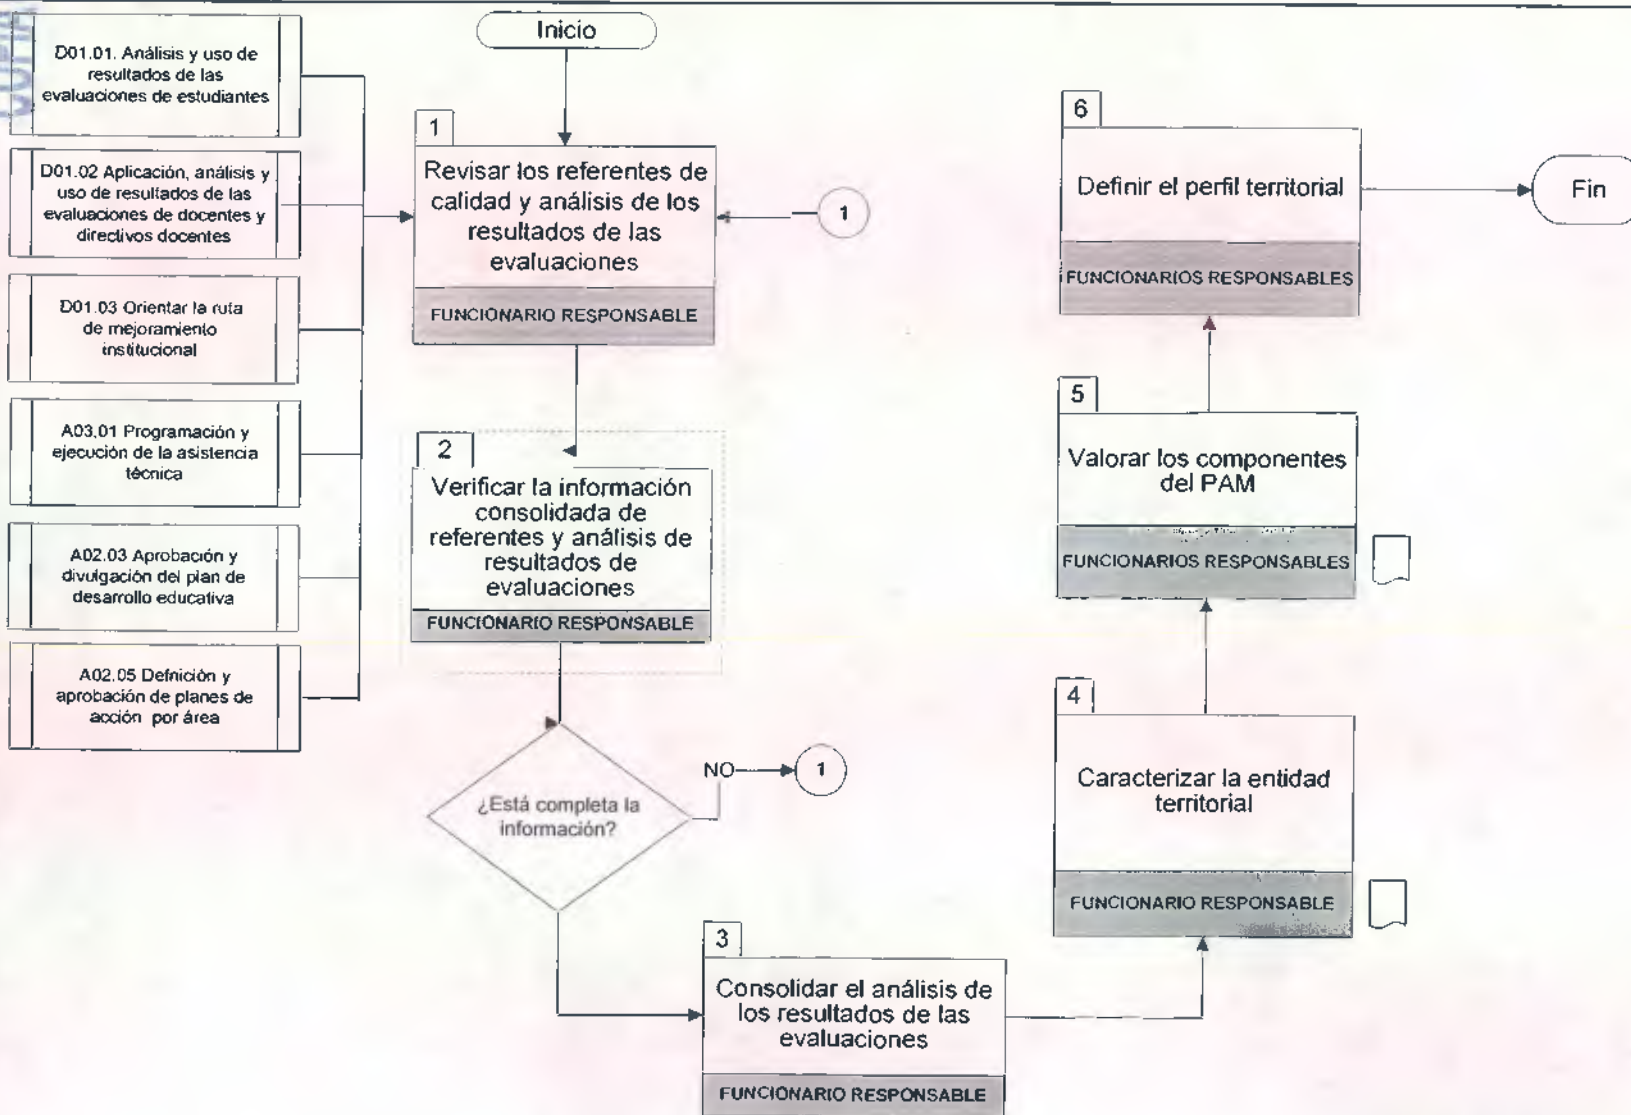 D01.01. Análisis y uso de
resultados de las
evaluaciones de estudiantes
D01.02 Aplicación, análisis y
uso de resultados de las
evaluaciones de docentes y
directivos docentes
D01.03 Orientar la ruta
de mejoramiento
institucional
A03.01 Programación y
ejecución de la asistencia
técnica
A02.03 Aprobación y
divulgación del plan de
desarrollo educativa
A02.05 Definición y
aprobación de planes de
acción por área
Inicio
1
Revisar los referentes de
calidad y análisis de los
resultados de las
evaluaciones
FUNCIONARIO RESPONSABLE
1
2
Verificar la información
consolidada de
referentes y análisis de
resultados de
evaluaciones
FUNCIONARIO RESPONSABLE
¿Está completa la
información?
NO
1
3
Consolidar el análisis de
los resultados de las
evaluaciones
FUNCIONARIO RESPONSABLE
4
Caracterizar la entidad
territorial
FUNCIONARIO RESPONSABLE
5
Valorar los componentes
del PAM
FUNCIONARIOS RESPONSABLES
6
Definir el perfil territorial
FUNCIONARIOS RESPONSABLES
Fin